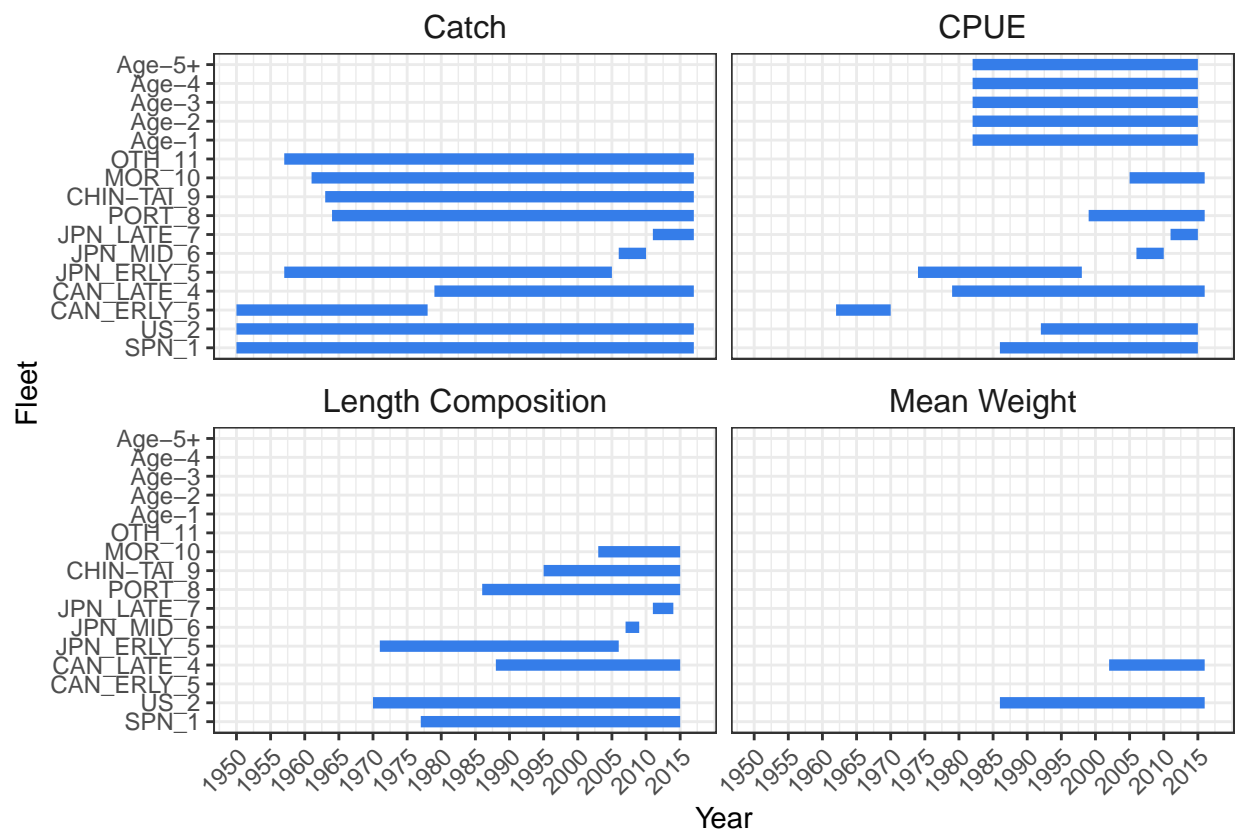 Catch
CPUE
Age−5+
Age−4
Age−3
Age−2
Age−1
OTH_11
MOR_10
CHIN−TAI_9
PORT_8
JPN_LATE_7
JPN_MID_6
JPN_ERLY_5
CAN_LATE_4
CAN_ERLY_5
US_2
SPN_1
Fleet
Length Composition
Mean Weight
Age−5+
Age−4
Age−3
Age−2
Age−1
OTH_11
MOR_10
CHIN−TAI_9
PORT_8
JPN_LATE_7
JPN_MID_6
JPN_ERLY_5
CAN_LATE_4
CAN_ERLY_5
US_2
SPN_1
1950 1955 1960 1965 1970 1975 1980 1985 1990 1995 2000 2005 2010 2015
1950 1955 1960 1965 1970 1975 1980 1985 1990 1995 2000 2005 2010 2015
Year